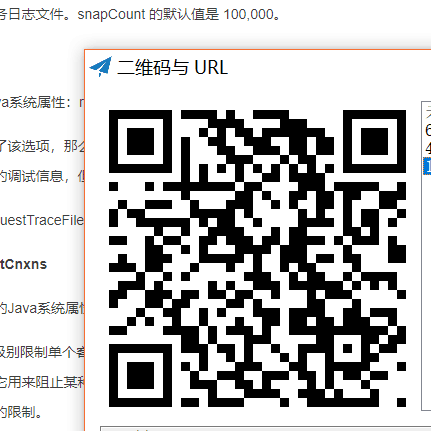 务日志文件。snapCount 的默认值是 100,000。
二维码与 URL
va系统属性：
了该选项，那么
的调试信息，但
questTraceFile
tCnxns
的Java系统属性
级别限制单个客
它用来阻止某种
的限制。